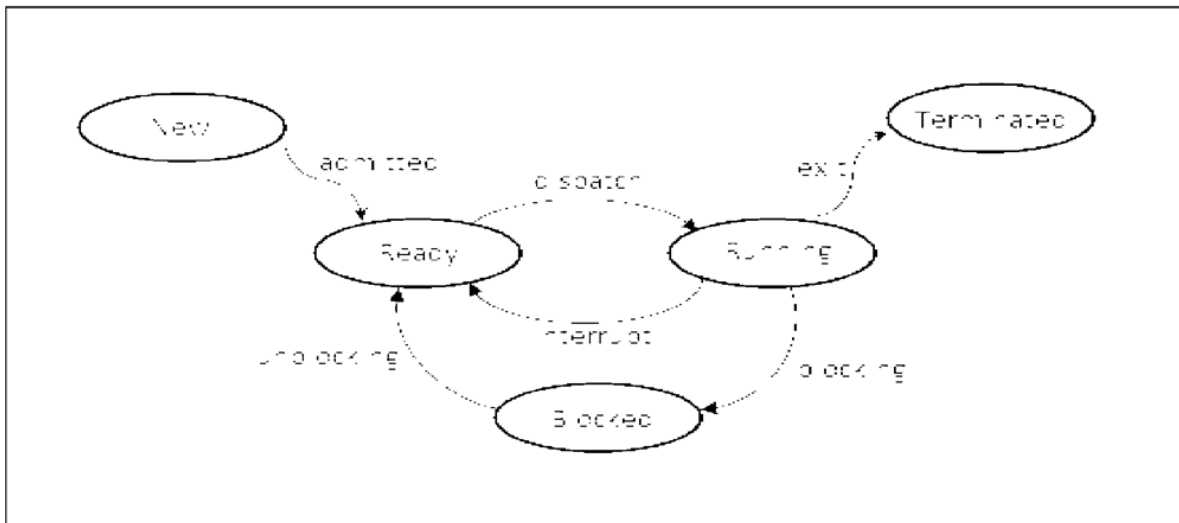 New
Terminated
admitted
exit
dispatch
Ready
Running
interrupt
unblocking
blocking
Blocked